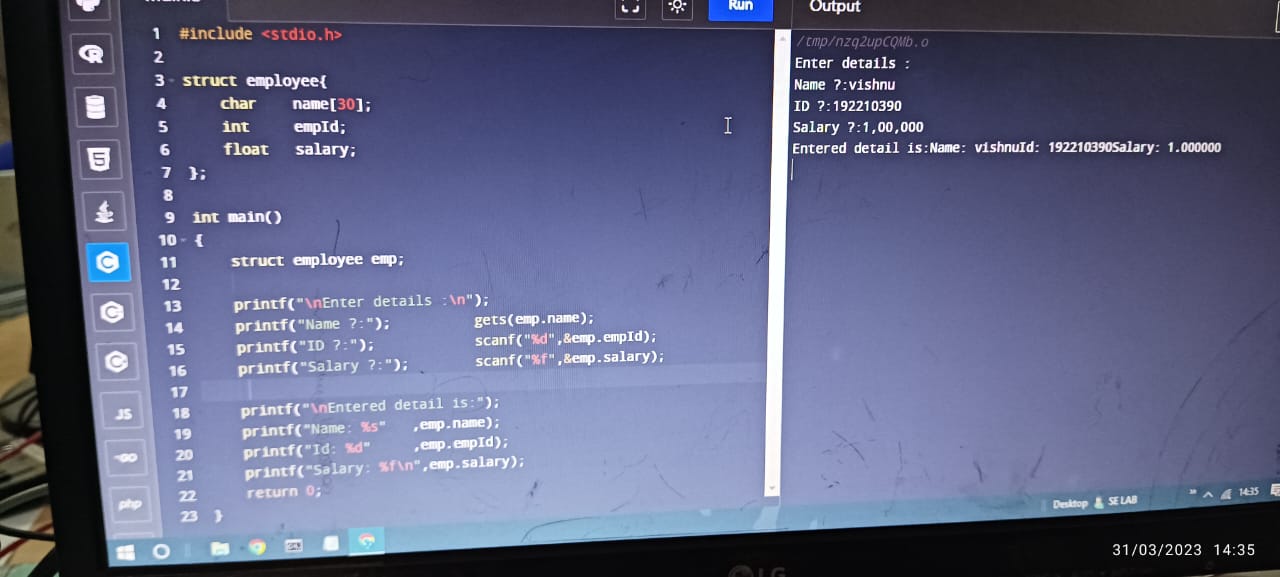 Run
Output
1 #include <stdio.h>
2
3 struct employee{
4 char name[30];
5 int empId;
6 float salary;
7 };
8
9 int main()
10 {
11 struct employee emp;
12
13 printf("\nEnter details :\n");
14 printf("Name ?:"); gets(emp.name);
15 printf("ID ?:"); scanf("%d",&emp.empId);
16 printf("Salary ?:"); scanf("%f",&emp.salary);
17
18 printf("\nEntered detail is:");
19 printf("Name: %s" ,emp.name);
20 printf("Id: %d" ,emp.empId);
21 printf("Salary: %f\n",emp.salary);
22 return 0;
23 }
/tmp/nzq2upCQMb.o
Enter details :
Name ?:vishnu
ID ?:192210390
Salary ?:1,00,000
Entered detail is:Name: vishnuId: 192210390Salary: 1.000000
R
5
C
C
C
JS
GO
php
Desktop
SE LAB
14:35
LG
31/03/2023 14:35